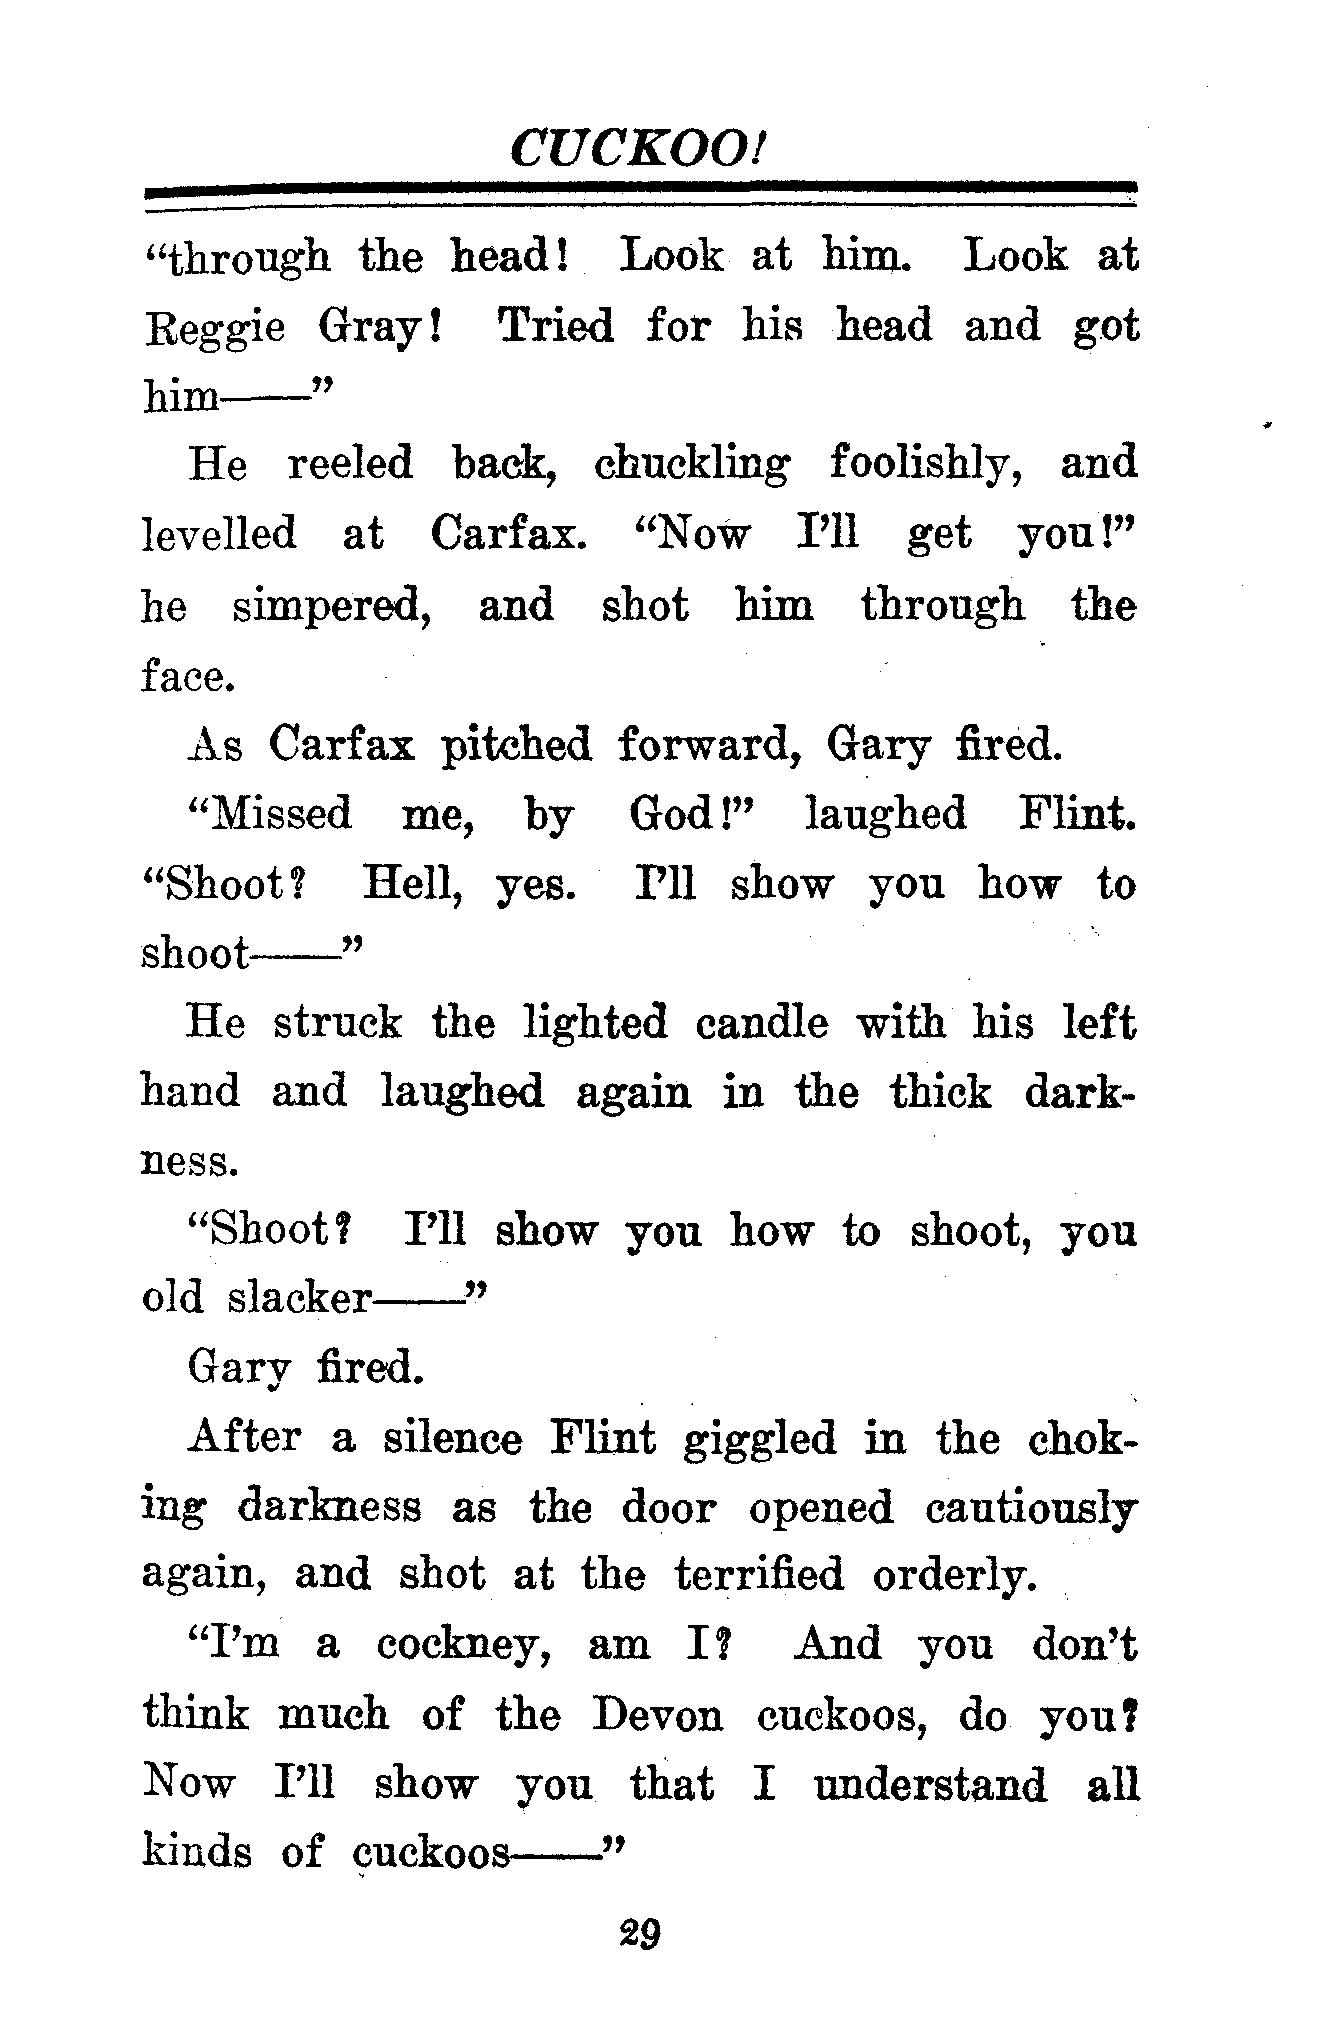 CUCKOO!
“through the head! Look at him. Look at
Reggie Gray! Tried for his head and got
him——”
He reeled back, chuckling foolishly, and
levelled at Carfax. “Now I’ll get you!”
he simpered, and shot him through the
face.
As Carfax pitched forward, Gary fired.
“Missed me, by God!” laughed Flint.
“Shoot? Hell, yes. I’ll show you how to
shoot——”
He struck the lighted candle with his left
hand and laughed again in the thick dark-
ness.
“Shoot? I’ll show you how to shoot, you
old slacker——”
Gary fired.
After a silence Flint giggled in the chok-
ing darkness as the door opened cautiously
again, and shot at the terrified orderly.
“I’m a cockney, am I? And you don’t
think much of the Devon cuckoos, do you?
Now I’ll show you that I understand all
kinds of cuckoos——”
29